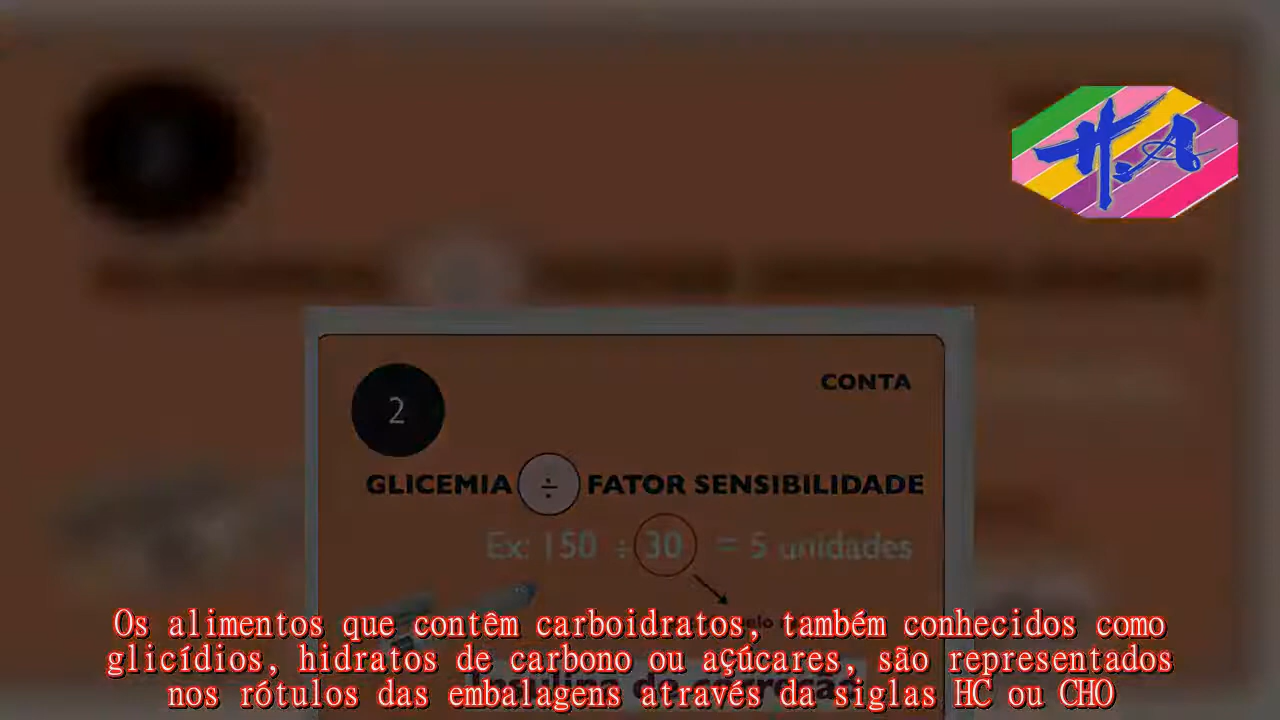 H.A
2
CONTA
GLICEMIA ÷ FATOR SENSIBILIDADE
Ex: 150 ÷ 30 = 5 unidades
Os alimentos que contêm carboidratos, também conhecidos como
glicídios, hidratos de carbono ou açúcares, são representados
nos rótulos das embalagens através da siglas HC ou CHO